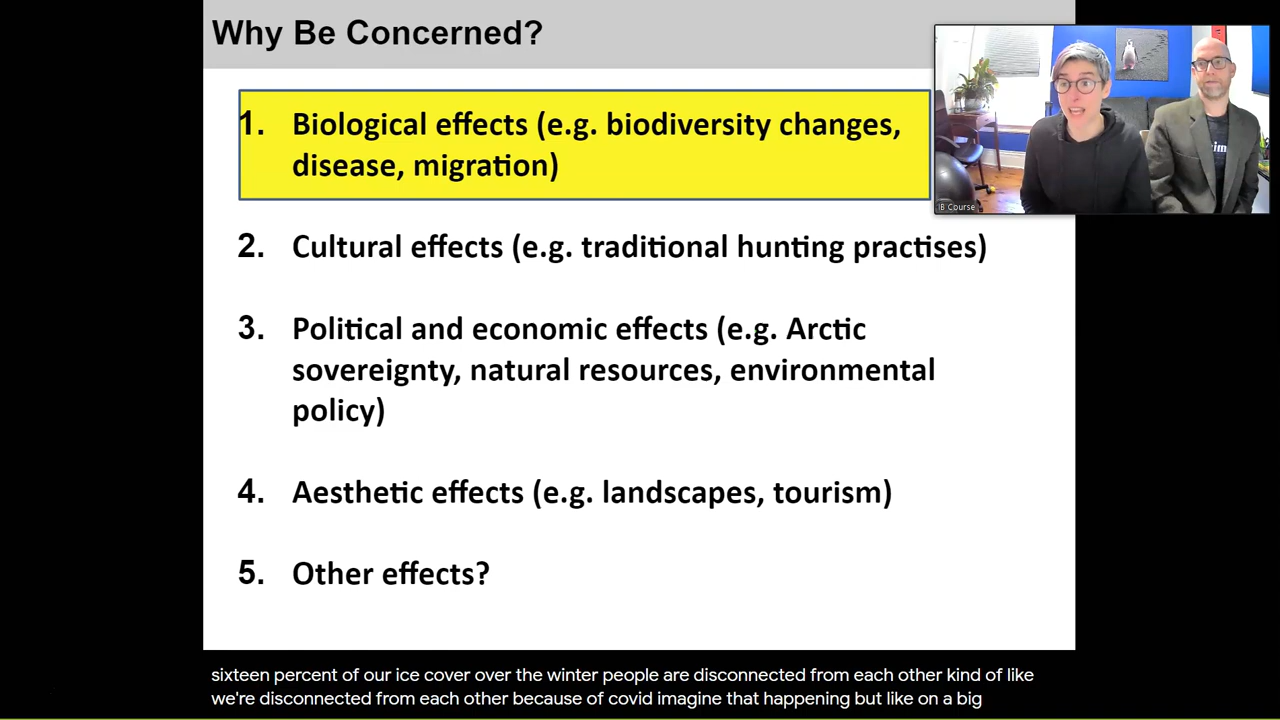 Why Be Concerned?
1. Biological effects (e.g. biodiversity changes,
disease, migration)
2. Cultural effects (e.g. traditional hunting practises)
3. Political and economic effects (e.g. Arctic
sovereignty, natural resources, environmental
policy)
4. Aesthetic effects (e.g. landscapes, tourism)
5. Other effects?
IB Course
sixteen percent of our ice cover over the winter people are disconnected from each other kind of like
we're disconnected from each other because of covid imagine that happening but like on a big